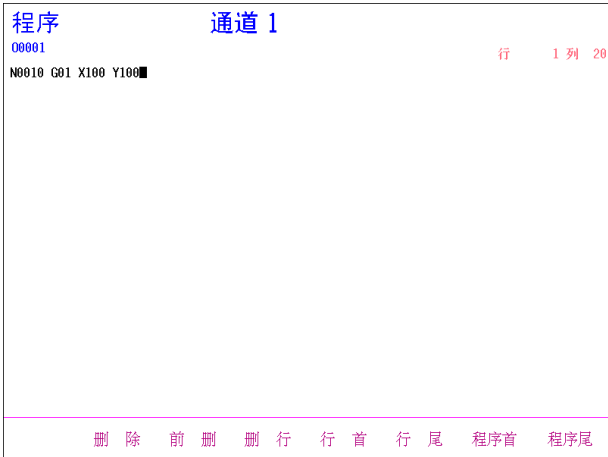 程序 通道 1
O0001
行 1 列 20
N0010 G01 X100 Y100
删 除 前 删 删 行 行 首 行 尾 程序首 程序尾